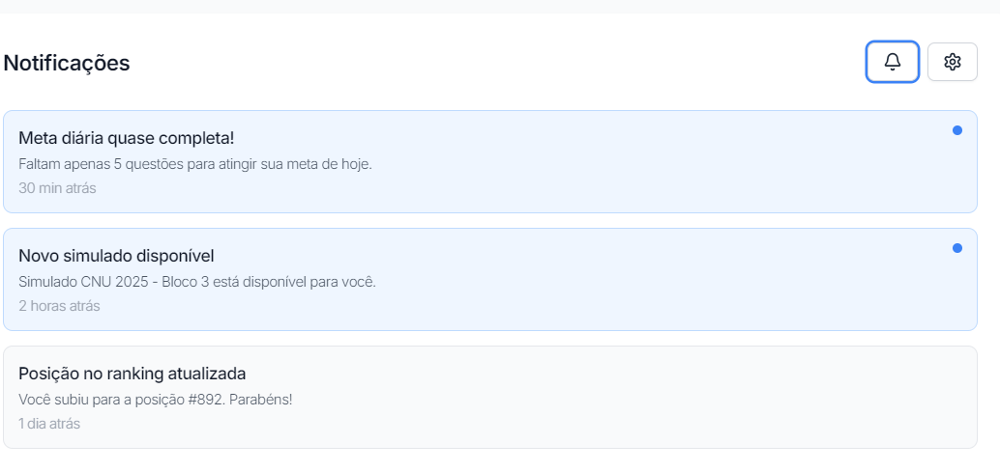 Notificações
Meta diária quase completa!
Faltam apenas 5 questões para atingir sua meta de hoje.
30 min atrás
Novo simulado disponível
Simulado CNU 2025 - Bloco 3 está disponível para você.
2 horas atrás
Posição no ranking atualizada
Você subiu para a posição #892. Parabéns!
1 dia atrás